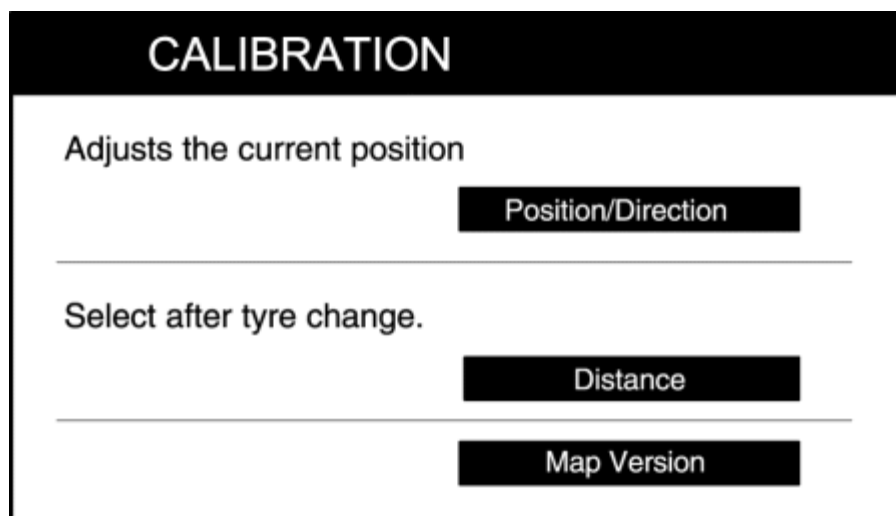 CALIBRATION
Adjusts the current position
Position/Direction
Select after tyre change.
Distance
Map Version